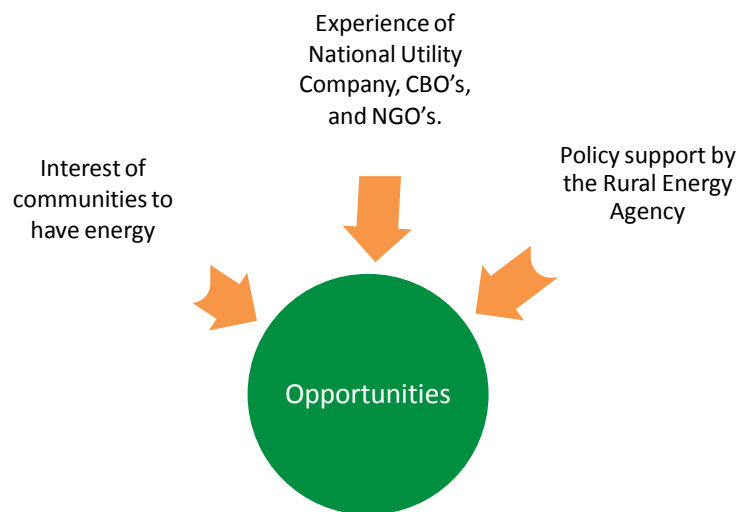 Experience of
National Utility
Company, CBO’s,
and NGO’s.
Interest of
communities to
have energy
Policy support by
the Rural Energy
Agency
Opportunities